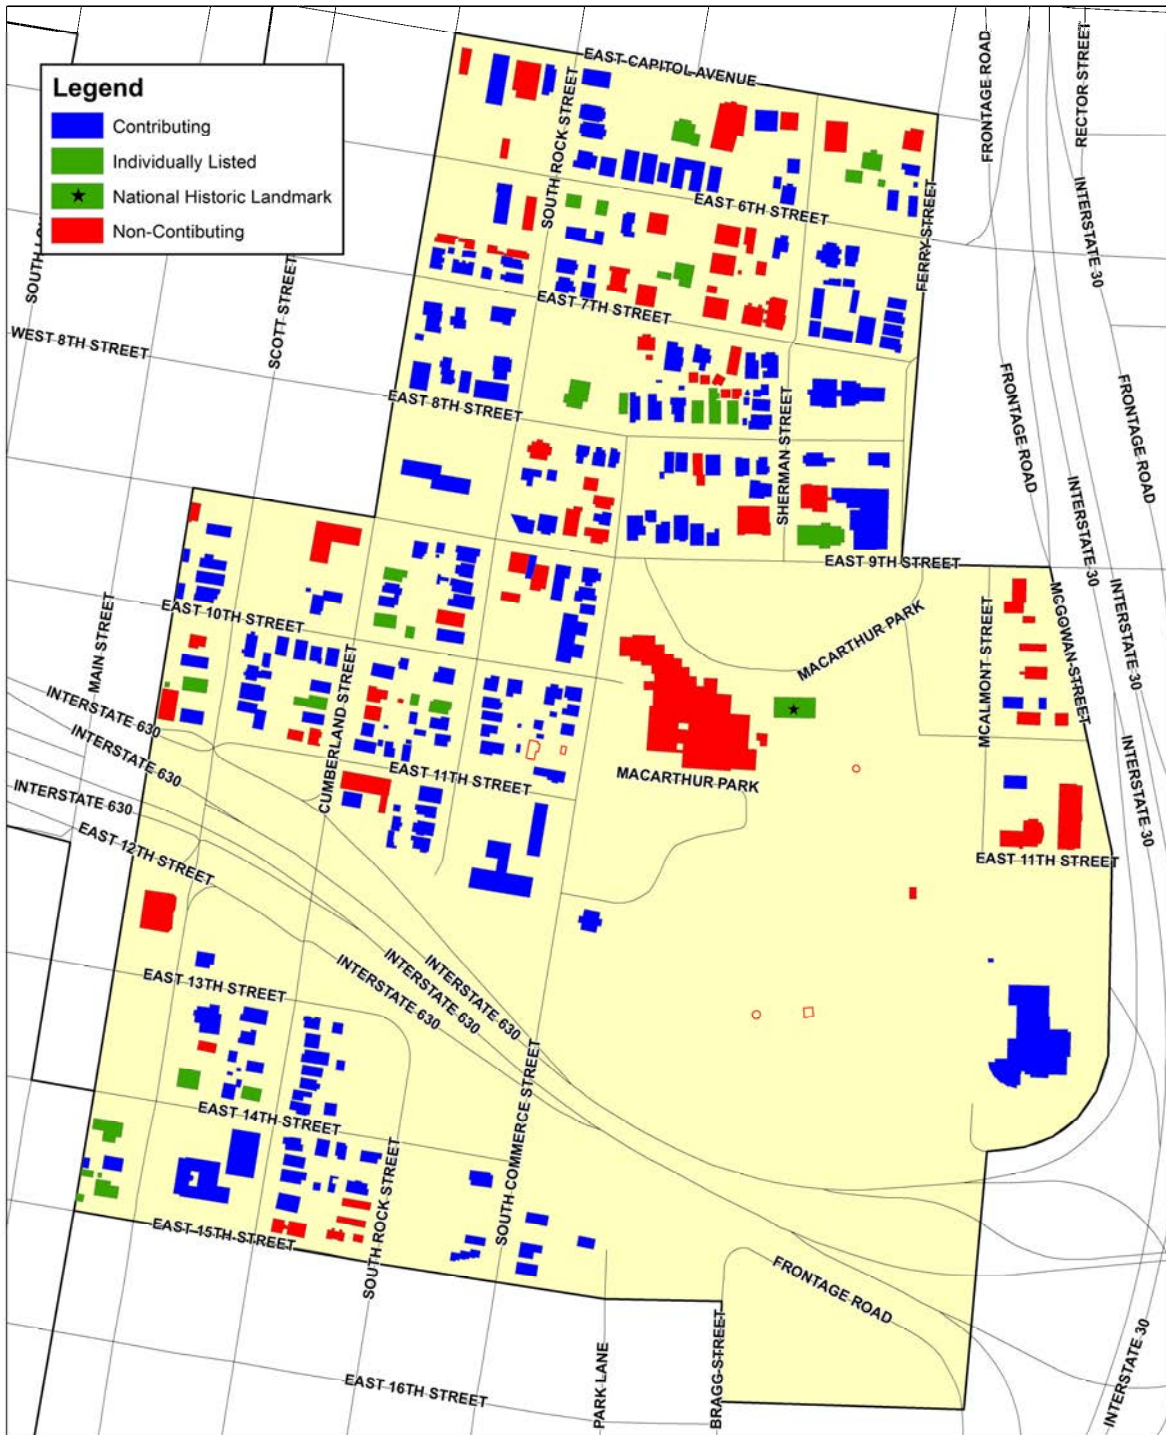 EAST CAPITOL AVENUE
FRONTAGE ROAD
RECTOR STREET
Legend
Contributing
Individually Listed
National Historic Landmark
Non-Contibuting
SOUTH ROCK STREET
EAST 6TH STREET
FERRY STREET
INTERSTATE 30
SCOTT STREET
EAST 7TH STREET
WEST 8TH STREET
EAST 8TH STREET
SHERMAN STREET
FRONTAGE ROAD
FRONTAGE ROAD
INTERSTATE 30
EAST 9TH STREET
INTERSTATE 30
MAIN STREET
EAST 10TH STREET
MACARTHUR PARK
MCALMONT STREET
MCGOWAN STREET
CUMBERLAND STREET
INTERSTATE 630
INTERSTATE 630
INTERSTATE 630
EAST 11TH STREET
MACARTHUR PARK
INTERSTATE 30
EAST 12TH STREET
EAST 11TH STREET
EAST 13TH STREET
INTERSTATE 630
INTERSTATE 630
INTERSTATE 630
EAST 14TH STREET
SOUTH COMMERCE STREET
SOUTH ROCK STREET
EAST 15TH STREET
FRONTAGE ROAD
EAST 16TH STREET
PARK LANE
BRAGG STREET
INTERSTATE 30